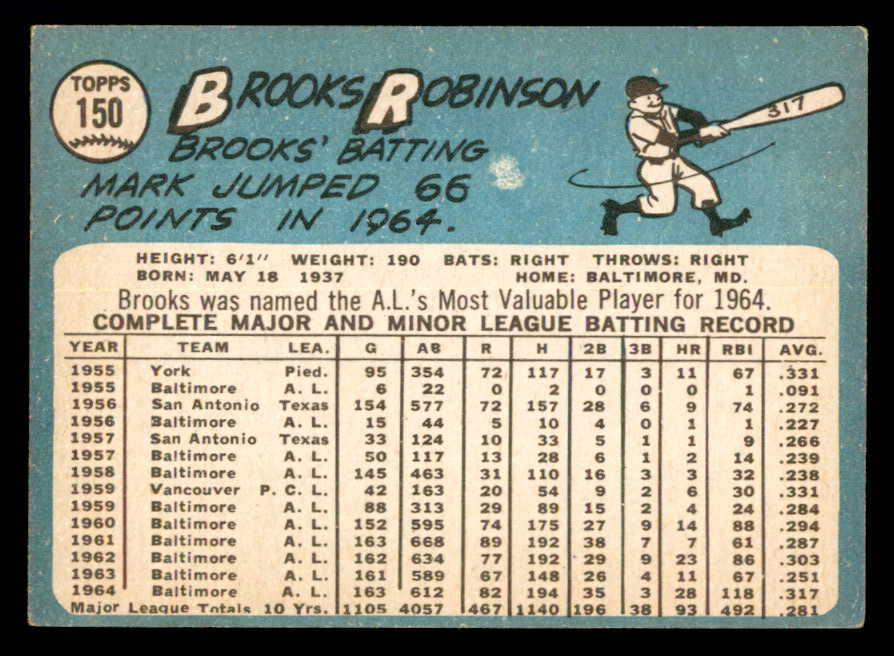 TOPPS
150
BROOKS ROBINSON
317
BROOKS' BATTING
MARK JUMPED 66
POINTS IN 1964.
HEIGHT: 6'1" WEIGHT: 190 BATS: RIGHT THROWS: RIGHT
BORN: MAY 18 1937 HOME: BALTIMORE, MD.
Brooks was named the A.L.'s Most Valuable Player for 1964.
COMPLETE MAJOR AND MINOR LEAGUE BATTING RECORD
YEAR TEAM LEA. G AB R H 2B 3B HR RBI AVG.
1955 York Pied. 95 354 72 117 17 3 11 67 .331
1955 Baltimore A. L. 6 22 0 2 0 0 0 1 .091
1956 San Antonio Texas 154 577 72 157 28 6 9 74 .272
1956 Baltimore A. L. 15 44 5 10 4 0 1 1 .227
1957 San Antonio Texas 33 124 10 33 5 1 1 9 .266
1957 Baltimore A. L. 50 117 13 28 6 1 2 14 .239
1958 Baltimore A. L. 145 463 31 110 16 3 3 32 .238
1959 Vancouver P. C. L. 42 163 20 54 9 2 6 30 .331
1959 Baltimore A. L. 88 313 29 89 15 2 4 24 .284
1960 Baltimore A. L. 152 595 74 175 27 9 14 88 .294
1961 Baltimore A. L. 163 668 89 192 38 7 7 61 .287
1962 Baltimore A. L. 162 634 77 192 29 9 23 86 .303
1963 Baltimore A. L. 161 589 67 148 26 4 11 67 .251
1964 Baltimore A. L. 163 612 82 194 35 3 28 118 .317
Major League Totals 10 Yrs. 1105 4057 467 1140 196 38 93 492 .281